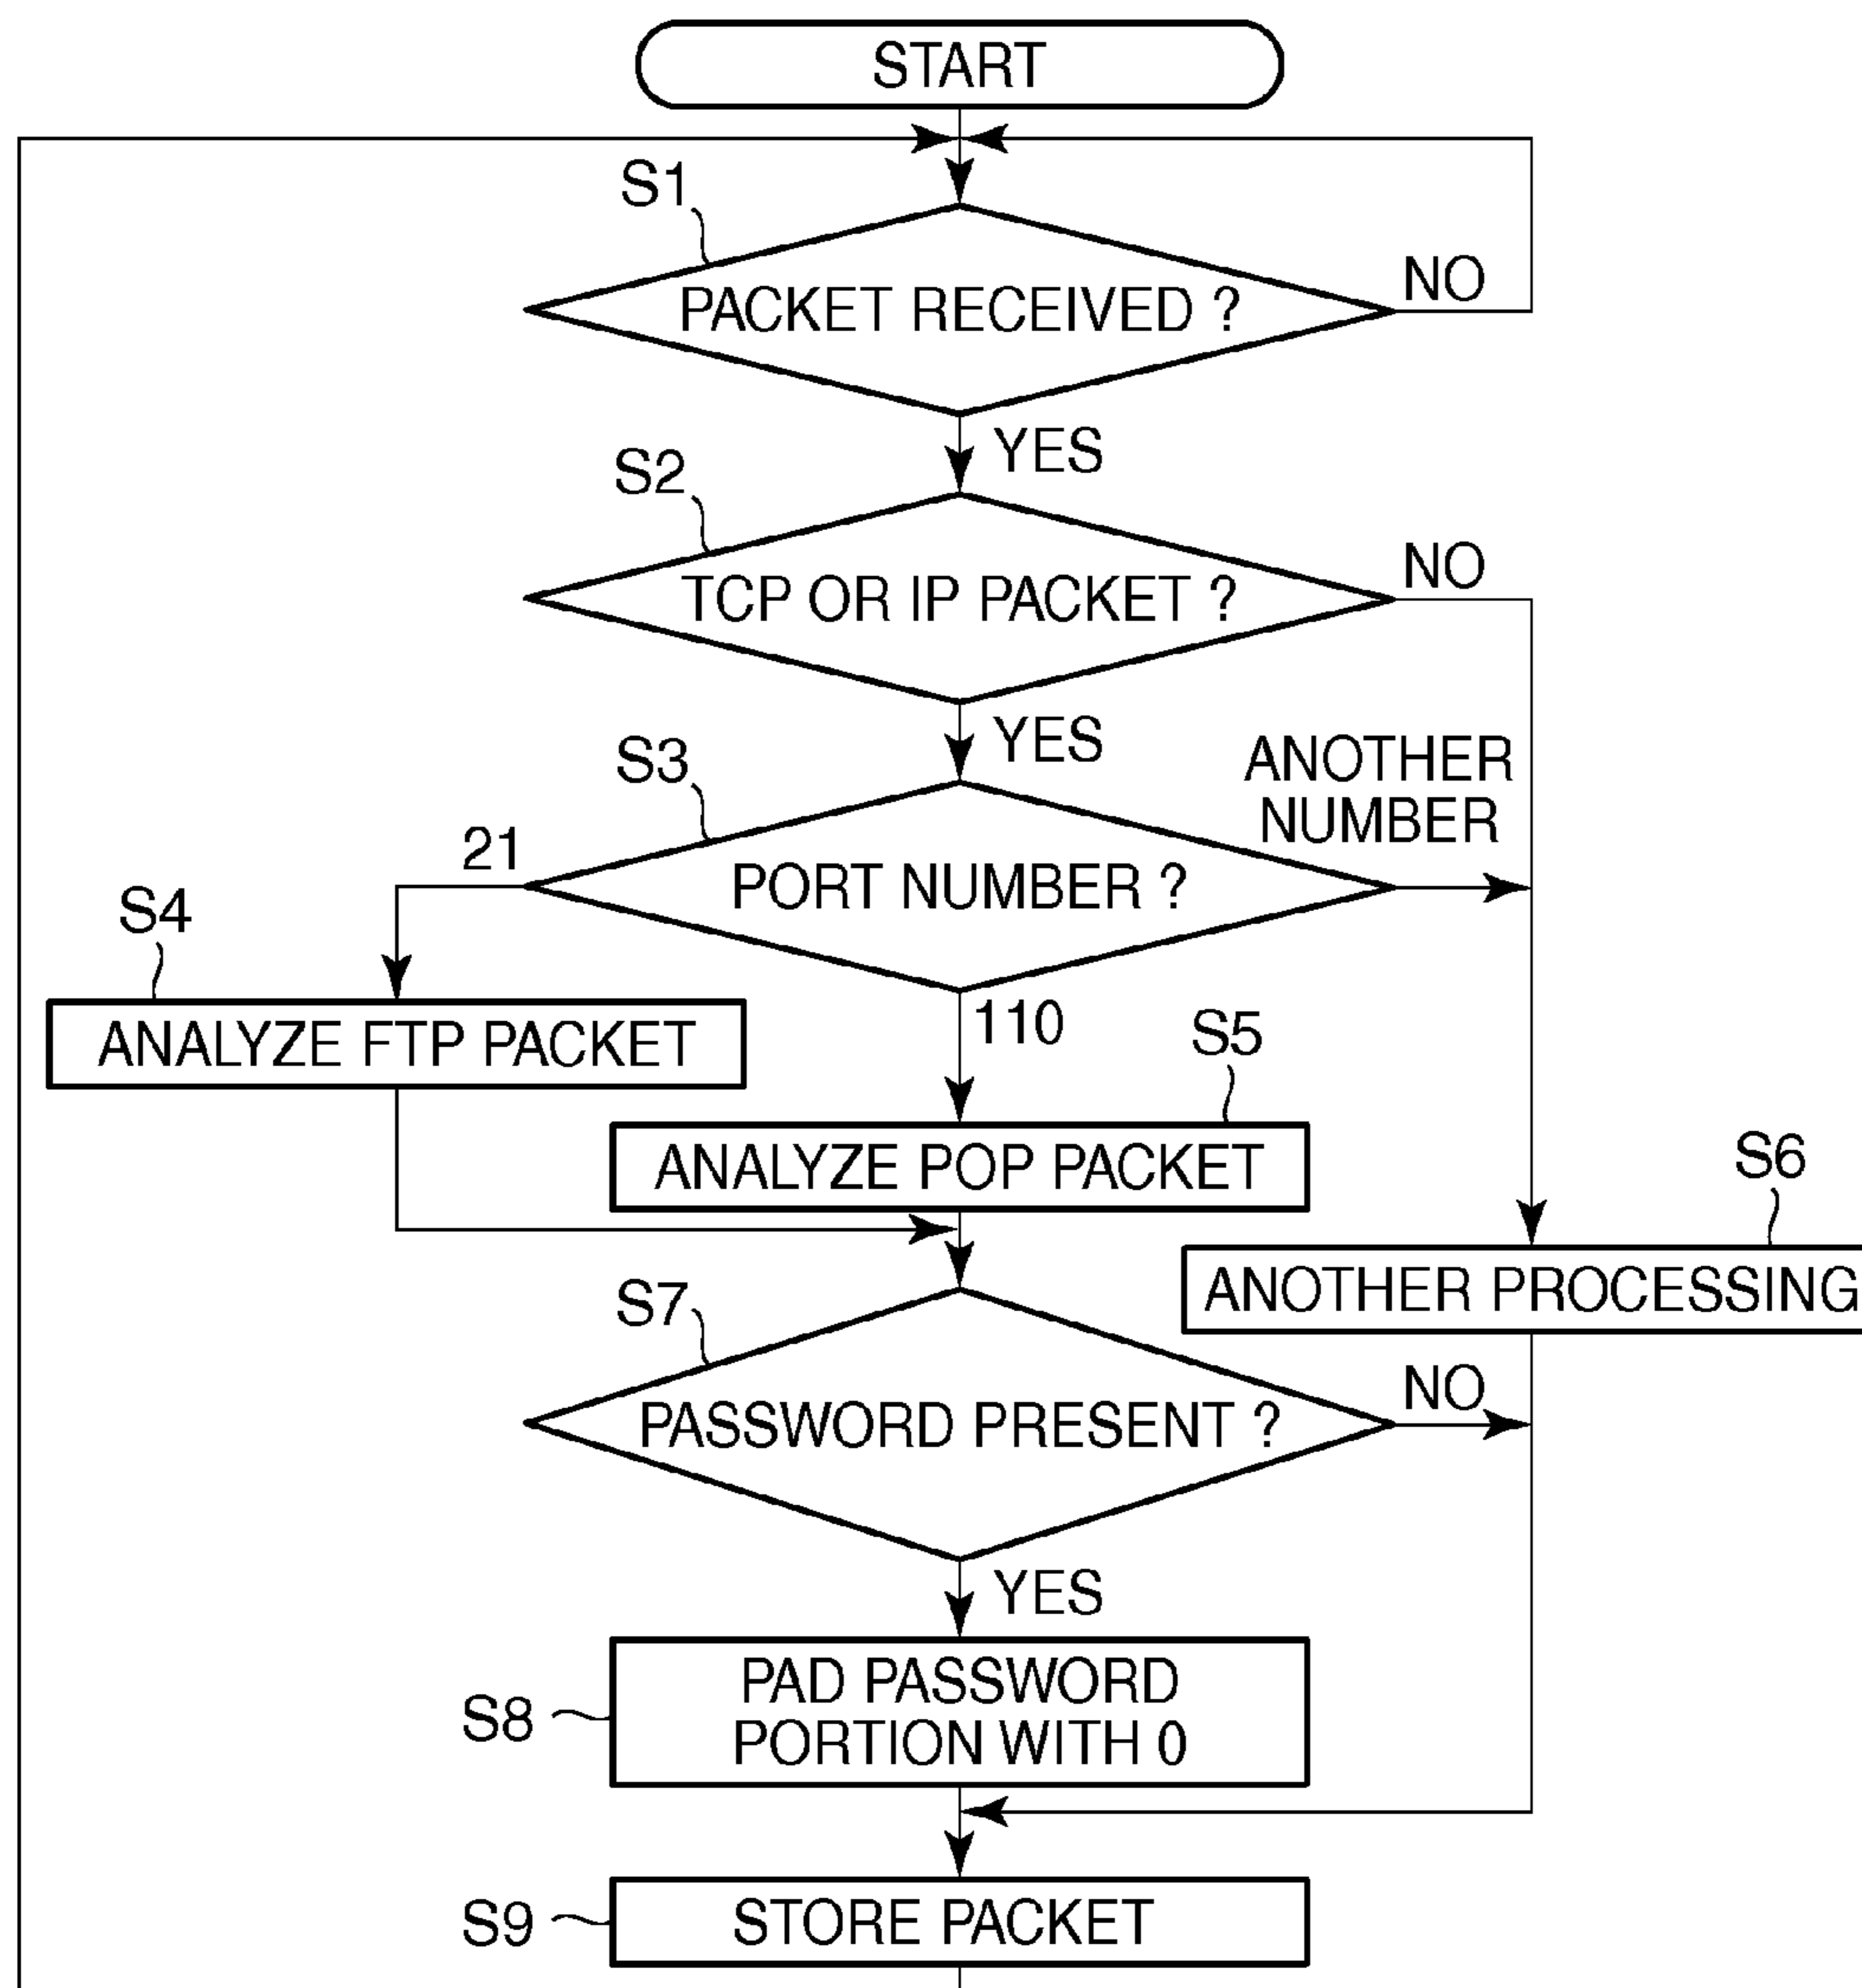 START
S1
PACKET RECEIVED ?
NO
YES
S2
TCP OR IP PACKET ?
NO
YES
S3
ANOTHER
NUMBER
21
PORT NUMBER ?
S4
ANALYZE FTP PACKET
110
S5
ANALYZE POP PACKET
S6
ANOTHER PROCESSING
S7
PASSWORD PRESENT ?
NO
YES
S8
PAD PASSWORD
PORTION WITH 0
S9
STORE PACKET